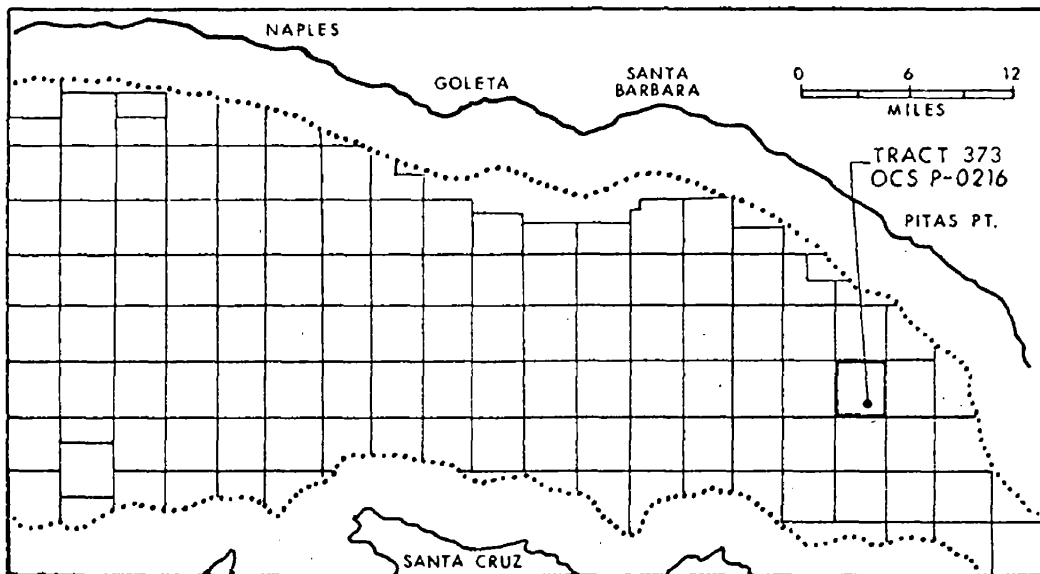 NAPLES
GOLETA
SANTA
BARBARA
0 6 12
MILES
TRACT 373
OCS P-0216
PITAS PT.
SANTA CRUZ